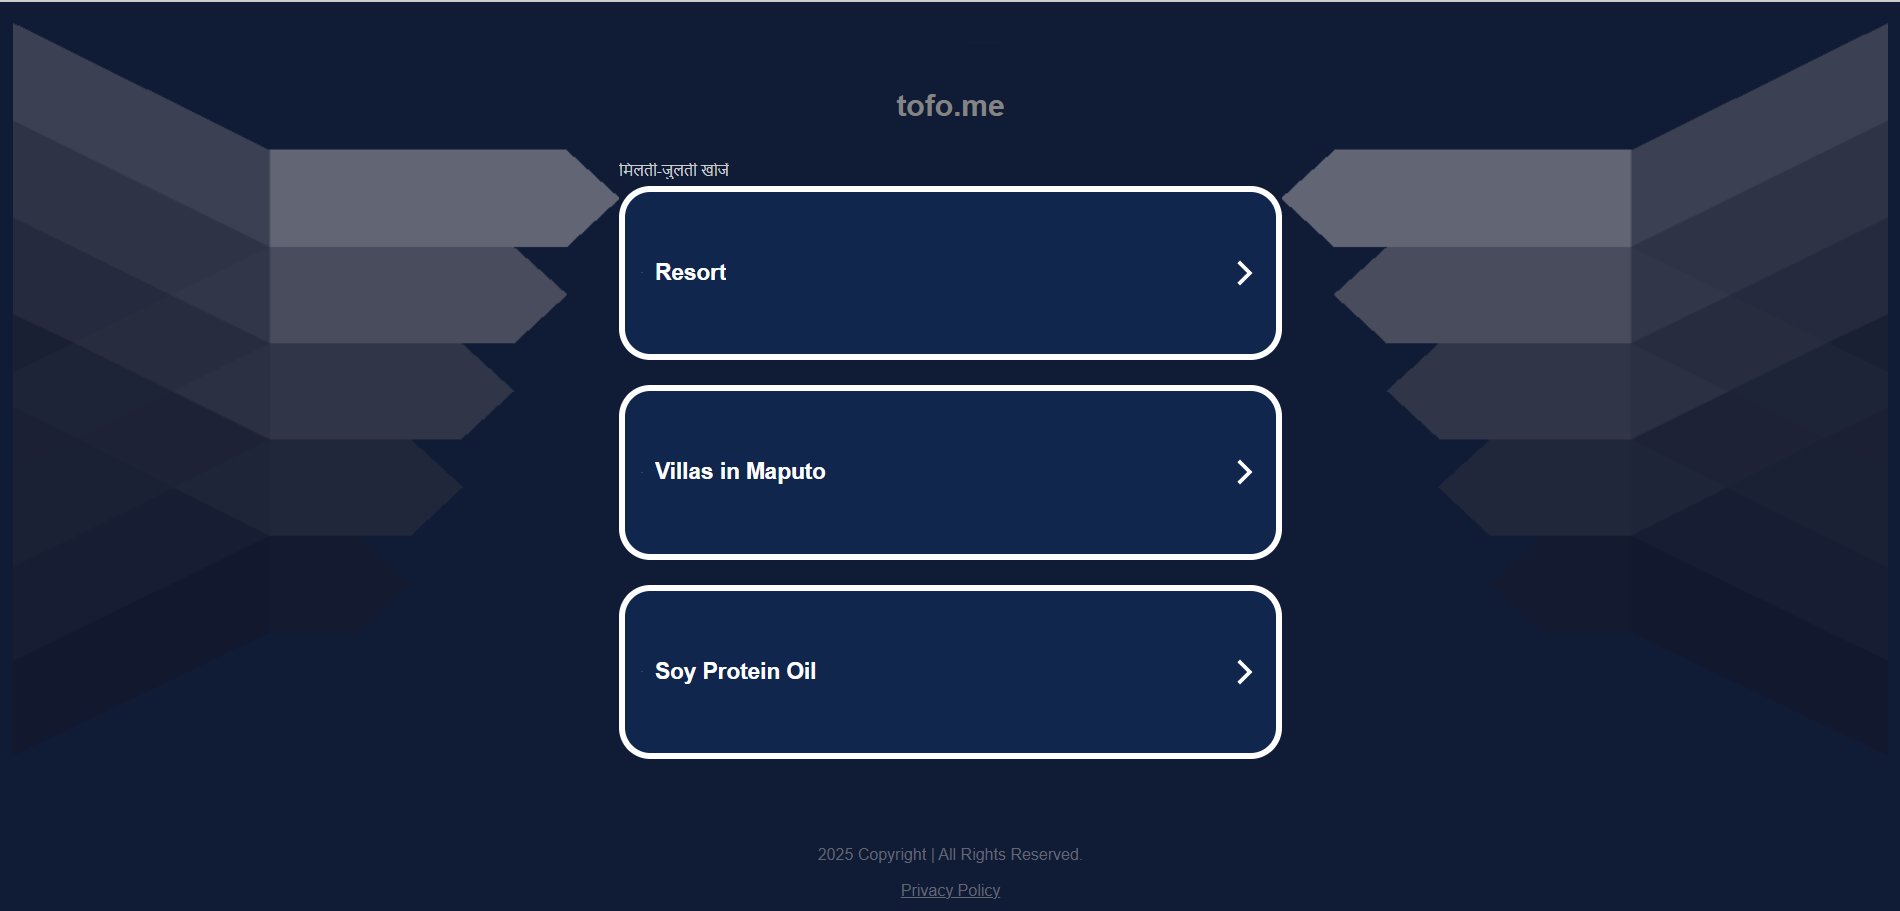 tofo.me
मिलती-जुलती खोजें
Resort
Villas in Maputo
Soy Protein Oil
2025 Copyright | All Rights Reserved.
Privacy Policy